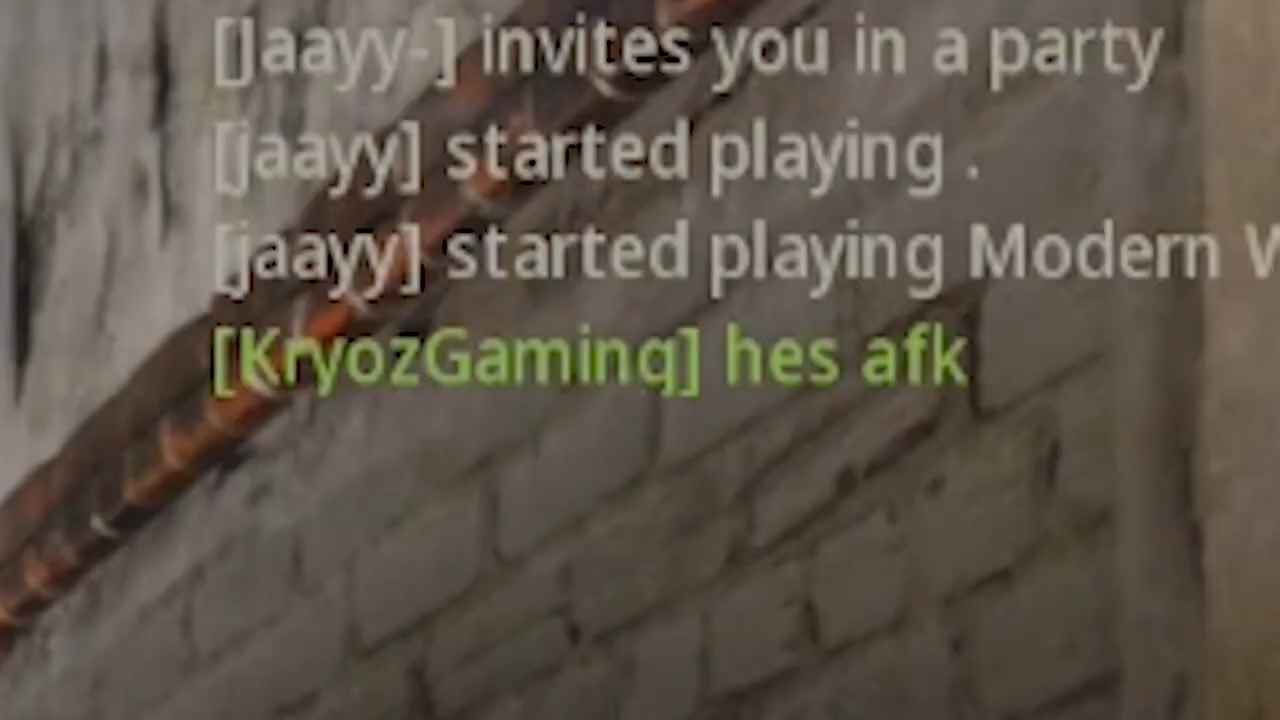 [Jaayy-] invites you in a party
[jaayy] started playing .
[jaayy] started playing Modern
[KryozGaming] hes afk